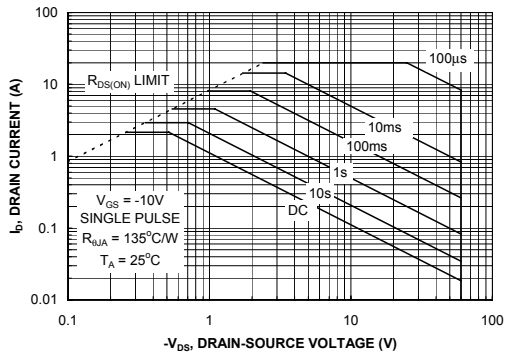 100
10
1
0.1
0.01
I_D, DRAIN CURRENT (A)
R_DS(ON) LIMIT
100µs
10ms
100ms
1s
10s
DC
V_GS = -10V
SINGLE PULSE
R_θJA = 135°C/W
T_A = 25°C
0.1
1
10
100
-V_DS, DRAIN-SOURCE VOLTAGE (V)